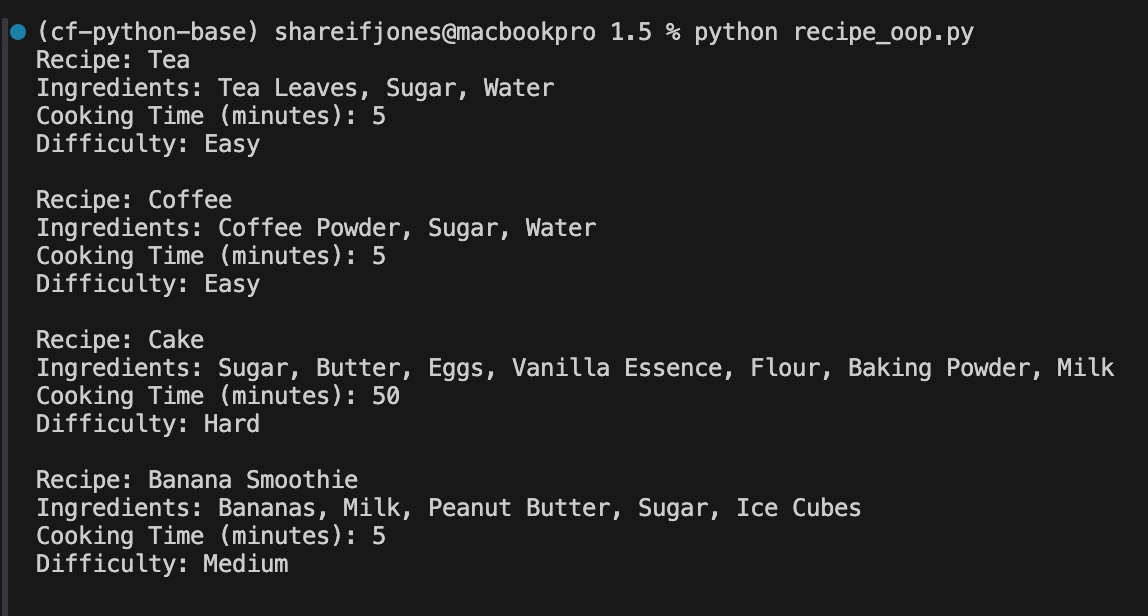 (cf-python-base) shareifjones@macbookpro 1.5 % python recipe_oop.py
Recipe: Tea
Ingredients: Tea Leaves, Sugar, Water
Cooking Time (minutes): 5
Difficulty: Easy
Recipe: Coffee
Ingredients: Coffee Powder, Sugar, Water
Cooking Time (minutes): 5
Difficulty: Easy
Recipe: Cake
Ingredients: Sugar, Butter, Eggs, Vanilla Essence, Flour, Baking Powder, Milk
Cooking Time (minutes): 50
Difficulty: Hard
Recipe: Banana Smoothie
Ingredients: Bananas, Milk, Peanut Butter, Sugar, Ice Cubes
Cooking Time (minutes): 5
Difficulty: Medium